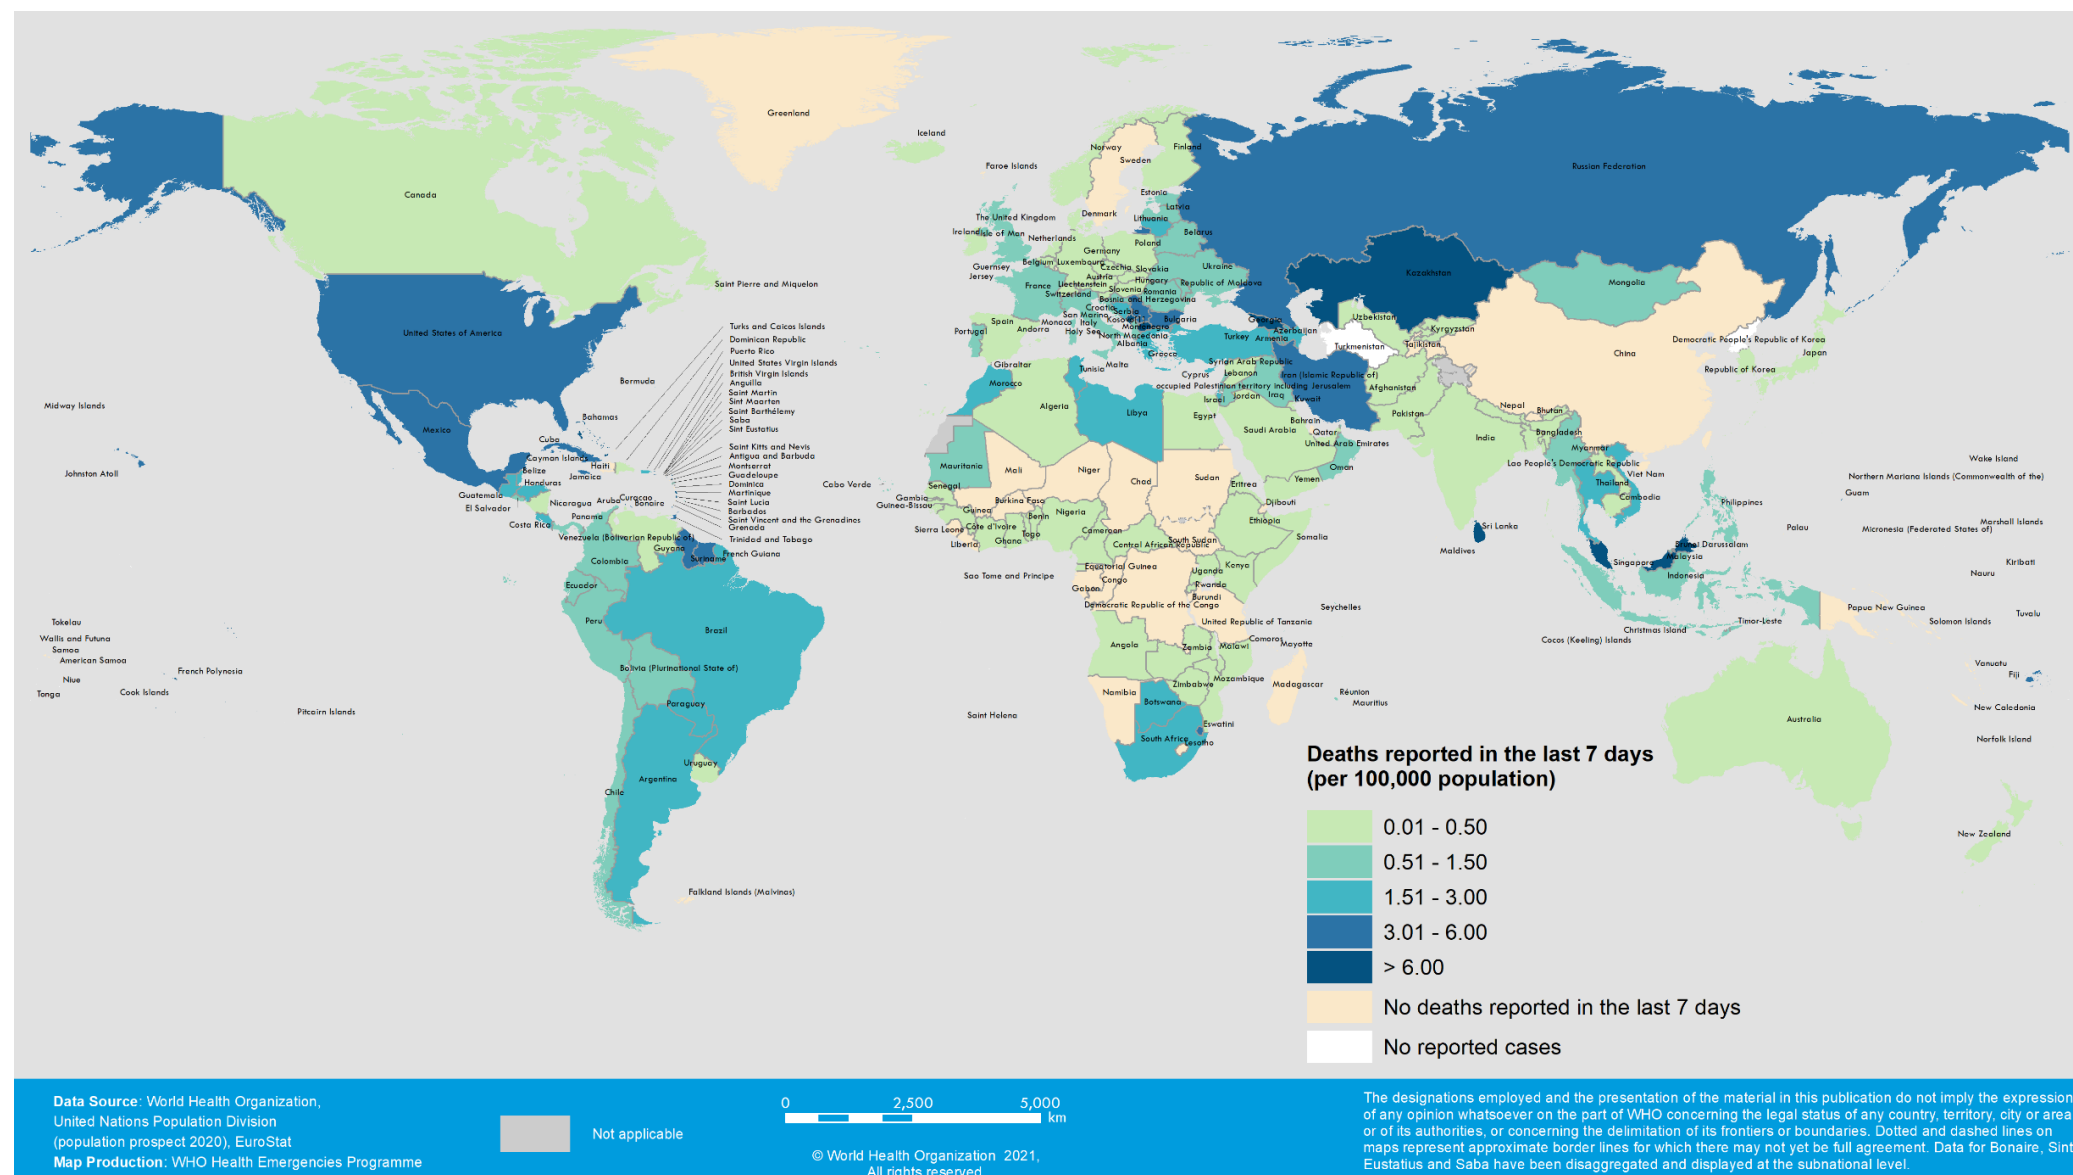 Greenland
Iceland
Faroe Islands
Norway
Sweden
Finland
Russian Federation
Canada
Estonia
Latvia
Denmark
Lithuania
The United Kingdom
Ireland
Isle of Man
Netherlands
Belarus
Poland
Germany
Guernsey
Jersey
Belgium
Luxembourg
Czechia
Slovakia
Ukraine
Kazakhstan
Mongolia
Austria
France
Liechtenstein
Hungary
Republic of Moldova
Switzerland
Slovenia
Romania
Bosnia and Herzegovina
Croatia
Serbia
San Marino
Kosovo[1]
Bulgaria
Georgia
Uzbekistan
Saint Pierre and Miquelon
United States of America
Spain
Portugal
Andorra
Monaco
Italy
Holy See
Montenegro
North Macedonia
Albania
Greece
Turkey
Armenia
Azerbaijan
Kyrgyzstan
Turkmenistan
Tajikistan
China
Democratic People's Republic of Korea
Japan
Republic of Korea
Turks and Caicos Islands
Dominican Republic
Puerto Rico
United States Virgin Islands
British Virgin Islands
Anguilla
Saint Martin
Sint Maarten
Saint Barthélemy
Saba
Sint Eustatius
Saint Kitts and Nevis
Antigua and Barbuda
Montserrat
Guadeloupe
Dominica
Martinique
Saint Lucia
Barbados
Saint Vincent and the Grenadines
Grenada
Trinidad and Tobago
Bermuda
Gibraltar
Tunisia
Malta
Cyprus
Syrian Arab Republic
Lebanon
Iran (Islamic Republic of)
occupied Palestinian territory including Jerusalem
Afghanistan
Morocco
Algeria
Libya
Egypt
Israel
Jordan
Iraq
Kuwait
Pakistan
Nepal
Bhutan
Midway Islands
Mexico
Bahamas
Cuba
Saudi Arabia
Bahrain
Qatar
United Arab Emirates
India
Bangladesh
Myanmar
Johnston Atoll
Cayman Islands
Belize
Jamaica
Haiti
Honduras
Guatemala
El Salvador
Nicaragua
Aruba
Curacao
Bonaire
Costa Rica
Panama
Cabo Verde
Mauritania
Mali
Niger
Chad
Sudan
Oman
Yemen
Eritrea
Lao People's Democratic Republic
Viet Nam
Thailand
Cambodia
Philippines
Wake Island
Northern Mariana Islands (Commonwealth of the)
Guam
Senegal
Gambia
Guinea-Bissau
Burkina Faso
Guinea
Benin
Nigeria
Djibouti
Sierra Leone
Côte d'Ivoire
Togo
Ghana
Liberia
Cameroon
Central African Republic
South Sudan
Ethiopia
Somalia
Sri Lanka
Maldives
Palau
Marshall Islands
Micronesia (Federated States of)
Venezuela (Bolivarian Republic of)
Guyana
Suriname
French Guiana
Colombia
Ecuador
Peru
Brazil
Bolivia (Plurinational State of)
Paraguay
Uruguay
Argentina
Chile
Falkland Islands (Malvinas)
Sao Tome and Principe
Equatorial Guinea
Gabon
Congo
Democratic Republic of the Congo
Uganda
Kenya
Rwanda
Burundi
United Republic of Tanzania
Seychelles
Angola
Zambia
Malawi
Comoros
Mayotte
Mozambique
Zimbabwe
Madagascar
Namibia
Botswana
Réunion
Mauritius
Eswatini
South Africa
Lesotho
Saint Helena
Brunei Darussalam
Malaysia
Singapore
Indonesia
Kiribati
Nauru
Papua New Guinea
Solomon Islands
Tuvalu
Timor-Leste
Christmas Island
Cocos (Keeling) Islands
Vanuatu
Fiji
New Caledonia
Norfolk Island
Australia
New Zealand
Tokelau
Wallis and Futuna
Samoa
American Samoa
Niue
Tonga
Cook Islands
French Polynesia
Pitcairn Islands
Deaths reported in the last 7 days
(per 100,000 population)
0.01 - 0.50
0.51 - 1.50
1.51 - 3.00
3.01 - 6.00
> 6.00
No deaths reported in the last 7 days
No reported cases
Data Source: World Health Organization,
United Nations Population Division
(population prospect 2020), EuroStat
Map Production: WHO Health Emergencies Programme
Not applicable
0 2,500 5,000
km
© World Health Organization 2021,
All rights reserved
The designations employed and the presentation of the material in this publication do not imply the expression
of any opinion whatsoever on the part of WHO concerning the legal status of any country, territory, city or area
or of its authorities, or concerning the delimitation of its frontiers or boundaries. Dotted and dashed lines on
maps represent approximate border lines for which there may not yet be full agreement. Data for Bonaire, Sint
Eustatius and Saba have been disaggregated and displayed at the subnational level.